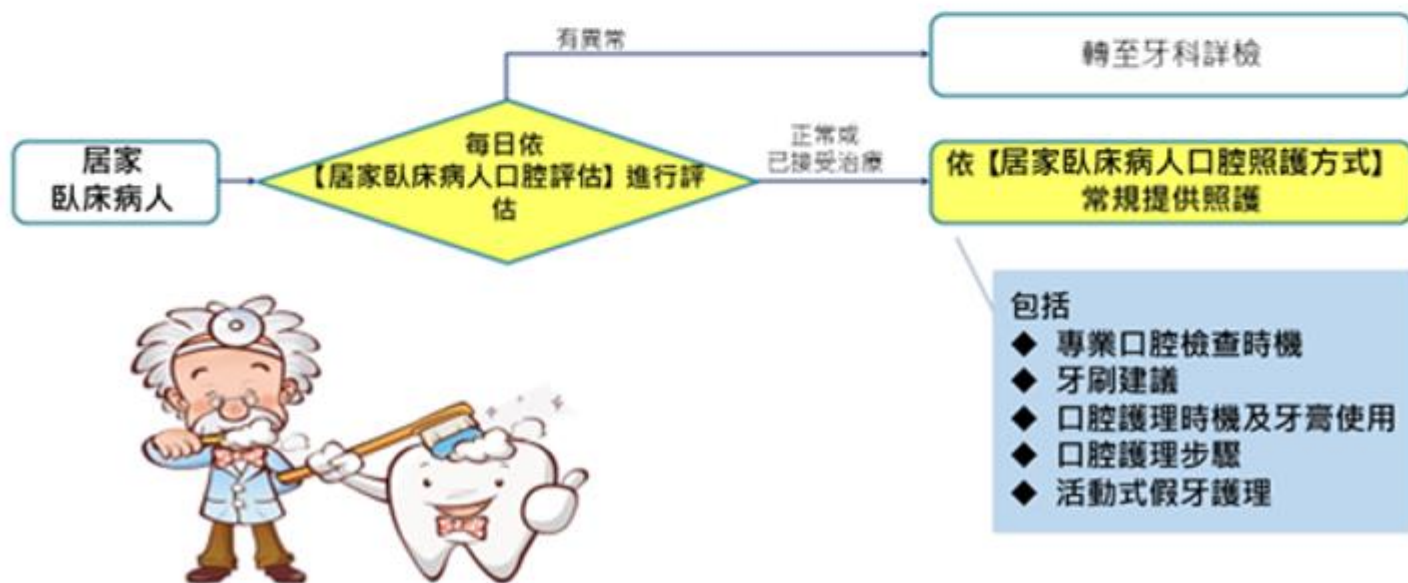 有異常
轉至牙科詳檢
居家
臥床病人
每日依
【居家臥床病人口腔評估】進行評
估
正常或
已接受治療
依【居家臥床病人口腔照護方式】
常規提供照護
包括
◆ 專業口腔檢查時機
◆ 牙刷建議
◆ 口腔護理時機及牙膏使用
◆ 口腔護理步驟
◆ 活動式假牙護理